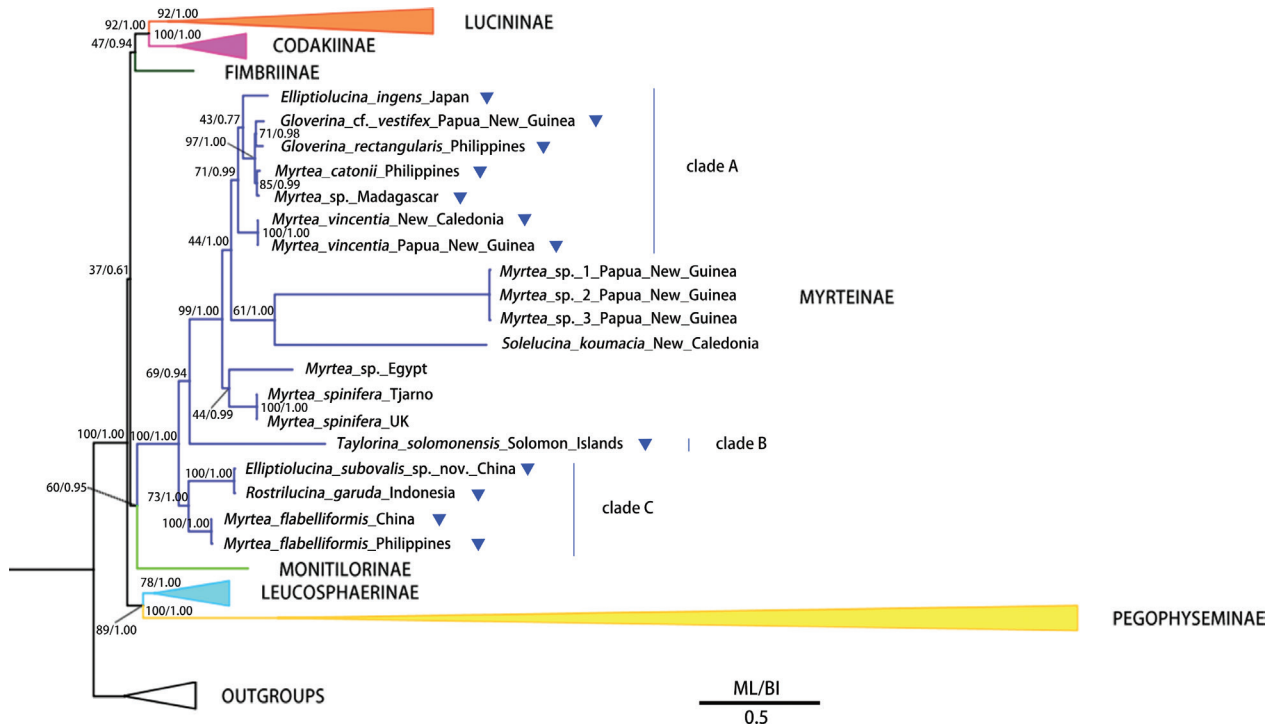 92/1.00
LUCININAE
92/1.00
100/1.00
CODAKIINAE
47/0.94
FIMBRIINAE
Elliptiolucina_ingens_Japan
43/0.77
Gloverina_cf._vestifex_Papua_New_Guinea
71/0.98
97/1.00
Gloverina_rectangularis_Philippines
clade A
71/0.99
Myrtea_catonii_Philippines
85/0.99
Myrtea_sp._Madagascar
Myrtea_vincentia_New_Caledonia
100/1.00
44/1.00
Myrtea_vincentia_Papua_New_Guinea
37/0.61
Myrtea_sp._1_Papua_New_Guinea
Myrtea_sp._2_Papua_New_Guinea
MYRTEINAE
99/1.00
61/1.00
Myrtea_sp._3_Papua_New_Guinea
Solelucina_koumacia_New_Caledonia
69/0.94
Myrtea_sp._Egypt
Myrtea_spinifera_Tjarno
100/1.00
44/0.99
Myrtea_spinifera_UK
100/1.00
100/1.00
Taylorina_solomonensis_Solomon_Islands
clade B
Elliptiolucina_subovalis_sp._nov._China
100/1.00
60/0.95
73/1.00
Rostrilucina_garuda_Indonesia
clade C
100/1.00
Myrtea_flabelliformis_China
Myrtea_flabelliformis_Philippines
MONITILORINAE
78/1.00
LEUCOSPHAERINAE
100/1.00
PEGOPHYSEMINAE
89/1.00
OUTGROUPS
ML/BI
0.5